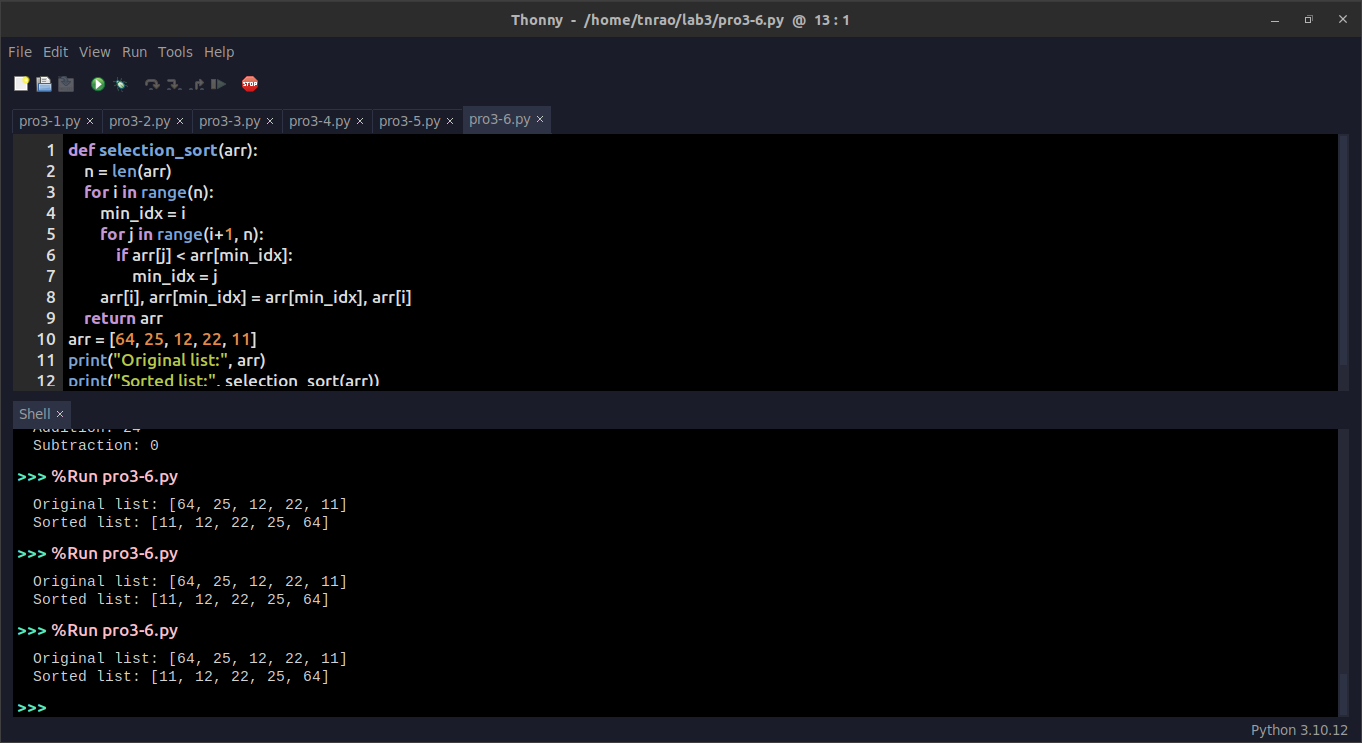 Thonny - /home/tnrao/lab3/pro3-6.py @ 13 : 1
File Edit View Run Tools Help
STOP
pro3-1.py × pro3-2.py × pro3-3.py × pro3-4.py × pro3-5.py × pro3-6.py ×
1 def selection_sort(arr):
2     n = len(arr)
3     for i in range(n):
4         min_idx = i
5         for j in range(i+1, n):
6             if arr[j] < arr[min_idx]:
7                 min_idx = j
8         arr[i], arr[min_idx] = arr[min_idx], arr[i]
9     return arr
10 arr = [64, 25, 12, 22, 11]
11 print("Original list:", arr)
12 print("Sorted list:", selection_sort(arr))
Shell ×
Addition: 24
Subtraction: 0
>>> %Run pro3-6.py
Original list: [64, 25, 12, 22, 11]
Sorted list: [11, 12, 22, 25, 64]
>>> %Run pro3-6.py
Original list: [64, 25, 12, 22, 11]
Sorted list: [11, 12, 22, 25, 64]
>>> %Run pro3-6.py
Original list: [64, 25, 12, 22, 11]
Sorted list: [11, 12, 22, 25, 64]
>>>
Python 3.10.12